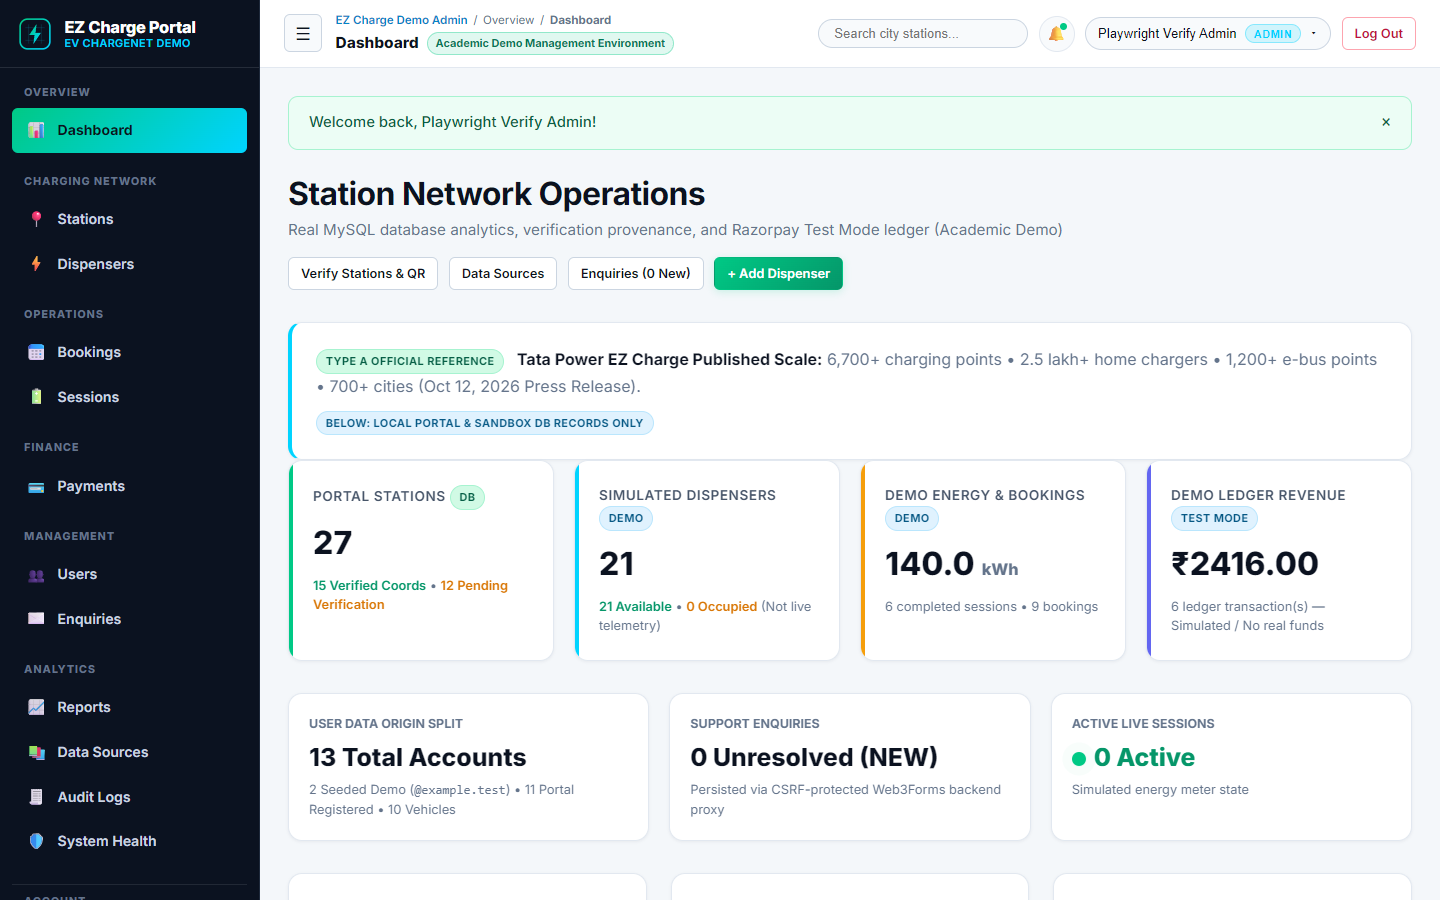 EZ Charge Portal
EV CHARGENET DEMO
OVERVIEW
Dashboard
CHARGING NETWORK
Stations
Dispensers
OPERATIONS
Bookings
Sessions
FINANCE
Payments
MANAGEMENT
Users
Enquiries
ANALYTICS
Reports
Data Sources
Audit Logs
System Health
ACCOUNT
EZ Charge Demo Admin / Overview / Dashboard
Dashboard Academic Demo Management Environment
Search city stations...
Playwright Verify Admin ADMIN
Log Out
Welcome back, Playwright Verify Admin! ×
Station Network Operations
Real MySQL database analytics, verification provenance, and Razorpay Test Mode ledger (Academic Demo)
Verify Stations & QR
Data Sources
Enquiries (0 New)
+ Add Dispenser
TYPE A OFFICIAL REFERENCE Tata Power EZ Charge Published Scale: 6,700+ charging points • 2.5 lakh+ home chargers • 1,200+ e-bus points
• 700+ cities (Oct 12, 2026 Press Release).
BELOW: LOCAL PORTAL & SANDBOX DB RECORDS ONLY
PORTAL STATIONS DB
27
15 Verified Coords • 12 Pending
Verification
SIMULATED DISPENSERS
DEMO
21
21 Available • 0 Occupied (Not live
telemetry)
DEMO ENERGY & BOOKINGS
DEMO
140.0 kWh
6 completed sessions • 9 bookings
DEMO LEDGER REVENUE
TEST MODE
₹2416.00
6 ledger transaction(s) —
Simulated / No real funds
USER DATA ORIGIN SPLIT
13 Total Accounts
2 Seeded Demo (@example.test) • 11 Portal
Registered • 10 Vehicles
SUPPORT ENQUIRIES
0 Unresolved (NEW)
Persisted via CSRF-protected Web3Forms backend
proxy
ACTIVE LIVE SESSIONS
0 Active
Simulated energy meter state